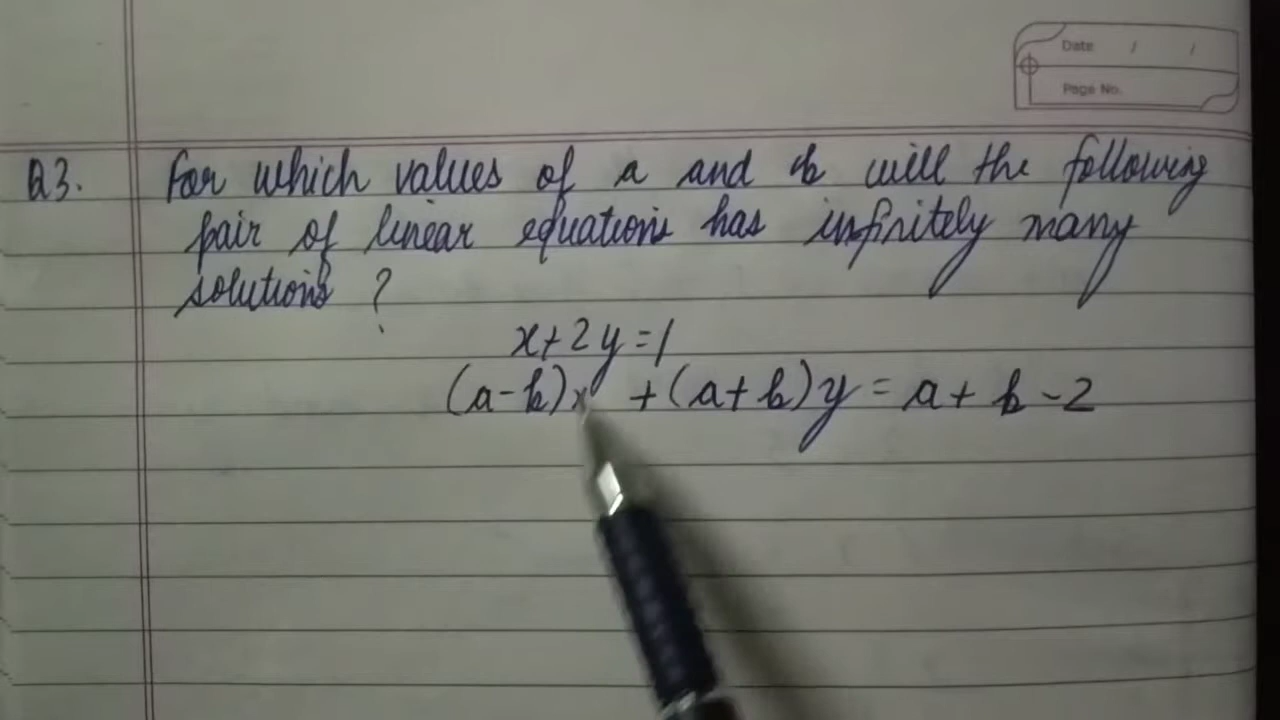 Date / /
Page No.
Q3. For which values of a and b will the following
pair of linear equations has infinitely many
solutions ?
x+2y=1
(a-b)x +(a+b)y = a+b-2